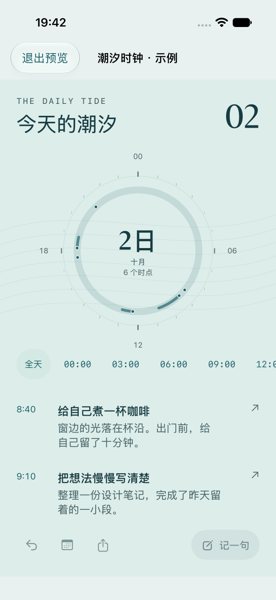 19:42
退出预览
潮汐时钟 · 示例
THE DAILY TIDE
今天的潮汐
02
00
18
2日
十月
6 个时点
06
12
全天
00:00
03:00
06:00
09:00
12:0
8:40
给自己煮一杯咖啡
窗边的光落在杯沿。出门前，给
自己留了十分钟。
9:10
把想法慢慢写清楚
整理一份设计笔记，完成了昨天留
着的一小段。
记一句